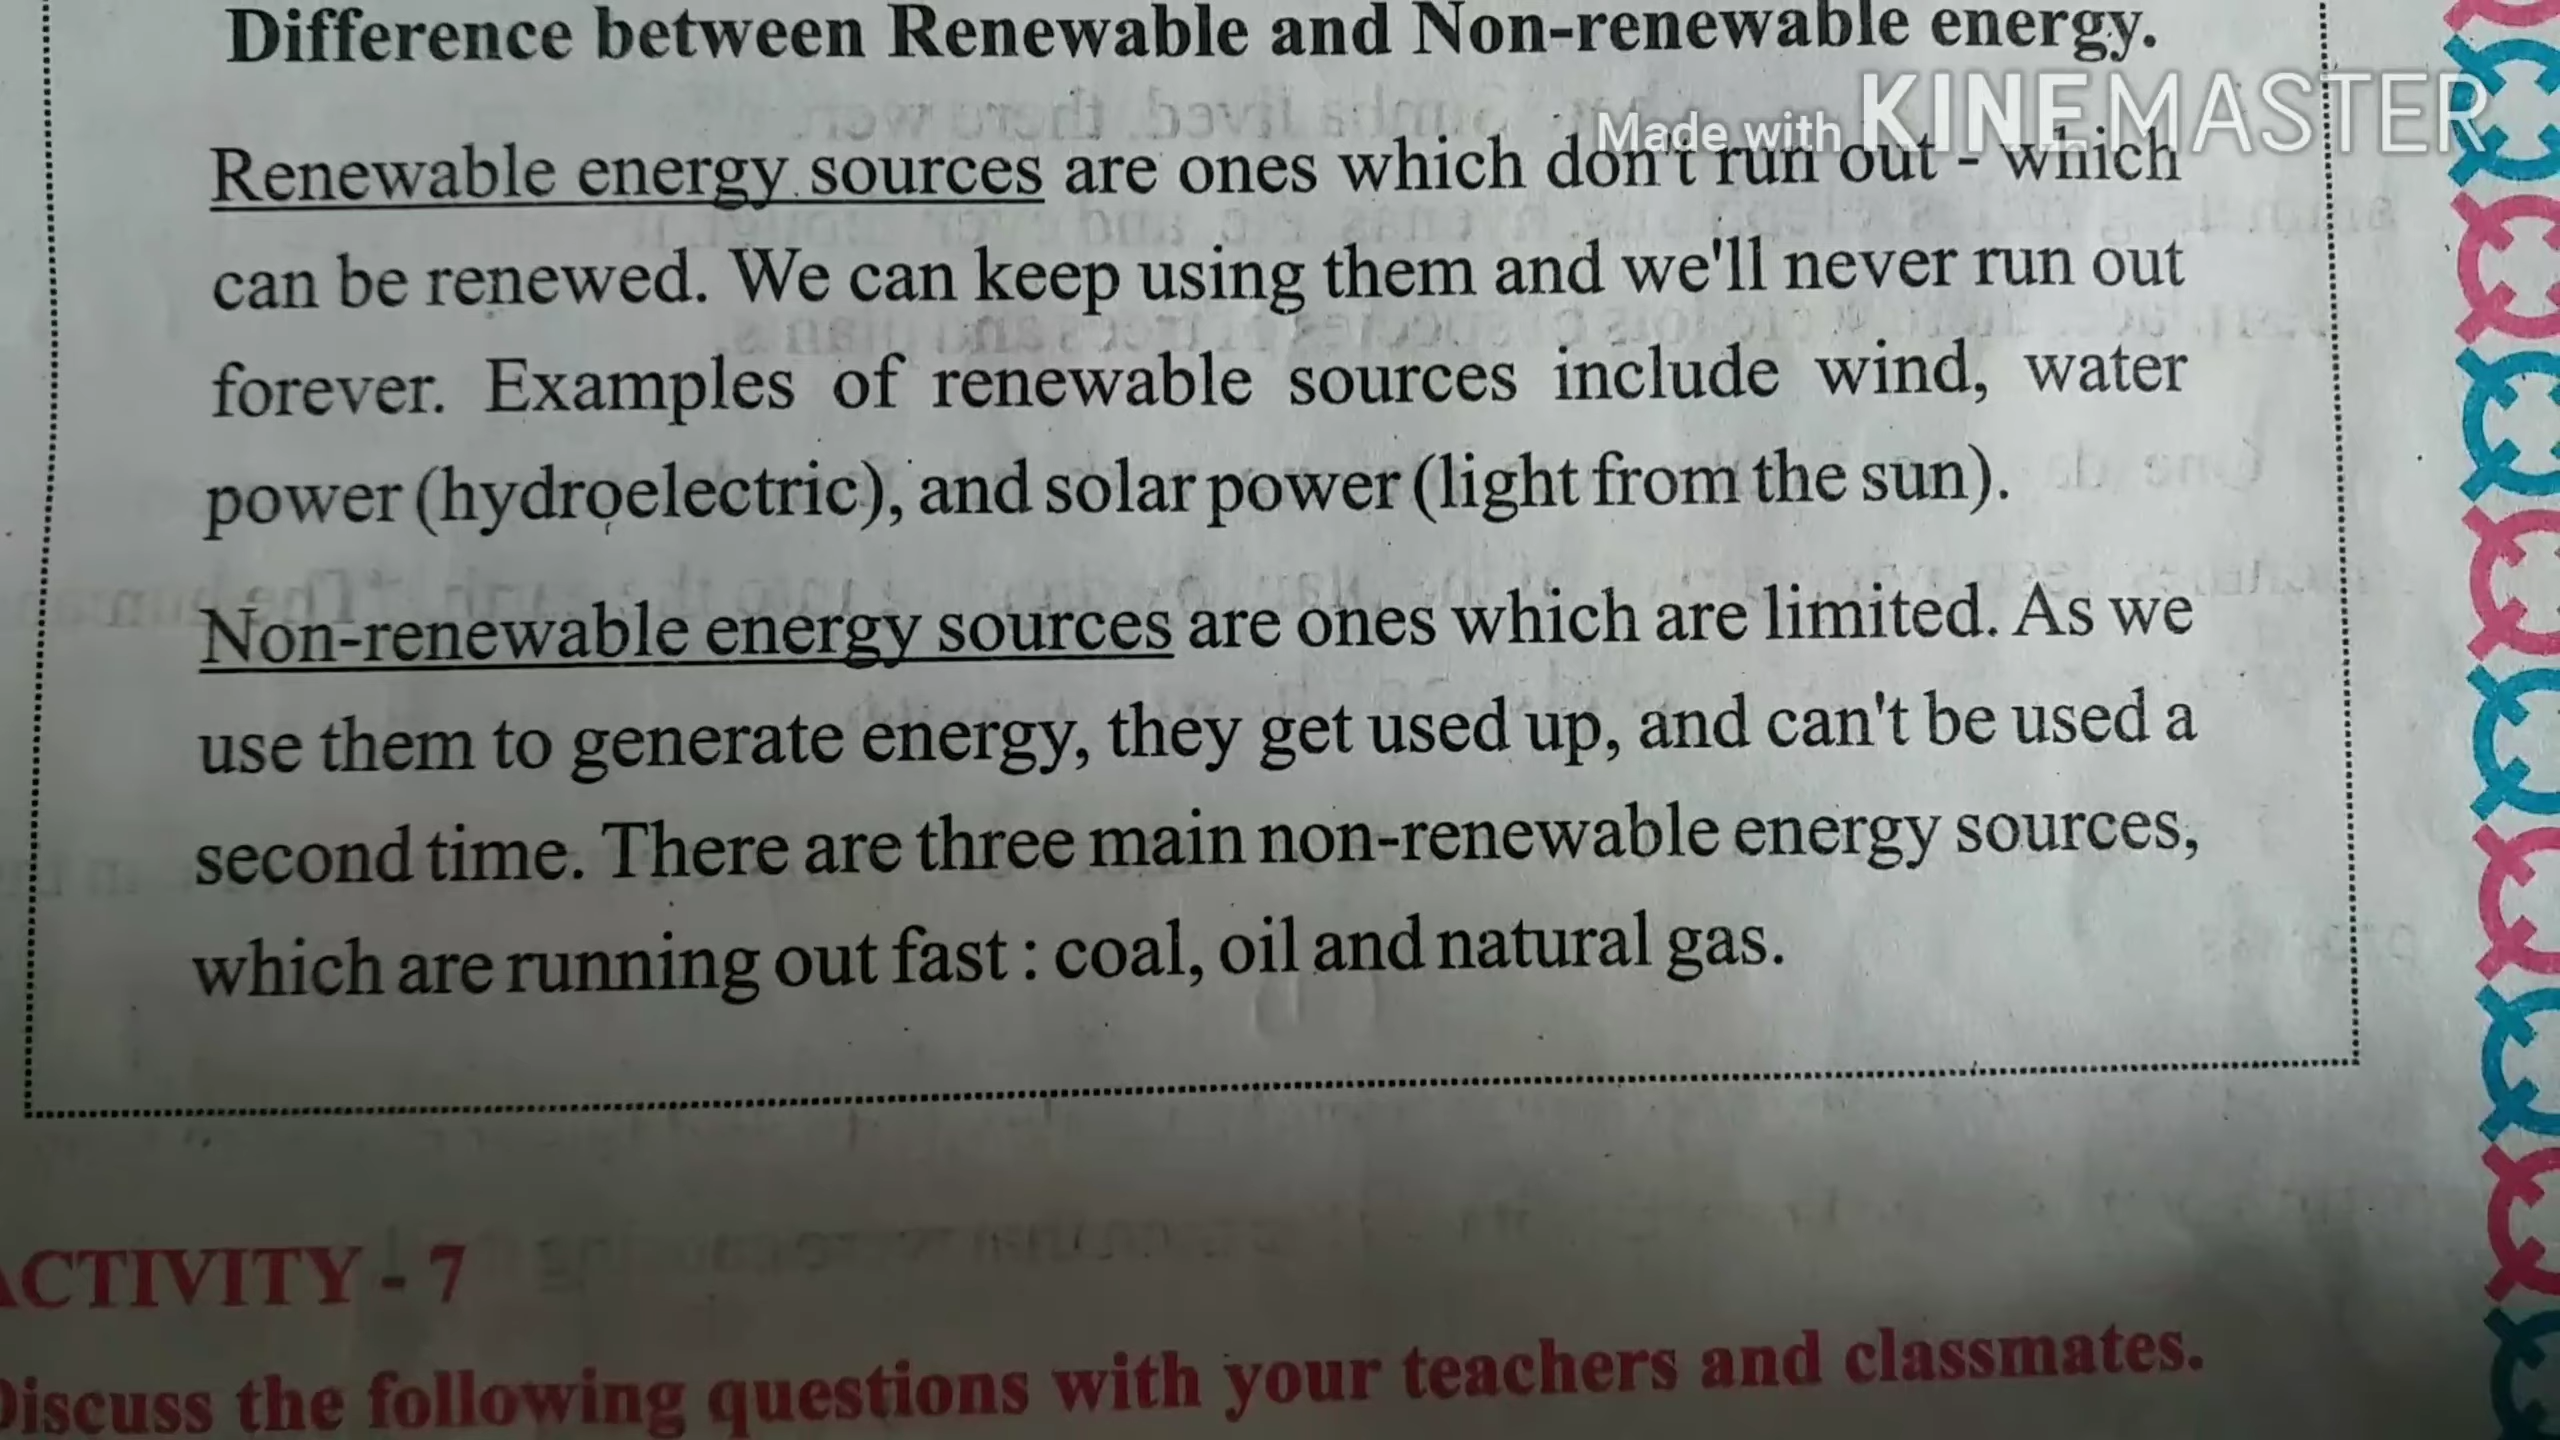 Difference between Renewable and Non-renewable energy.
Made with KINEMASTER
Renewable energy sources are ones which don't run out - which
can be renewed. We can keep using them and we'll never run out
forever. Examples of renewable sources include wind, water
power (hydroelectric), and solar power (light from the sun).
Non-renewable energy sources are ones which are limited. As we
use them to generate energy, they get used up, and can't be used a
second time. There are three main non-renewable energy sources,
which are running out fast : coal, oil and natural gas.
ACTIVITY - 7
Discuss the following questions with your teachers and classmates.